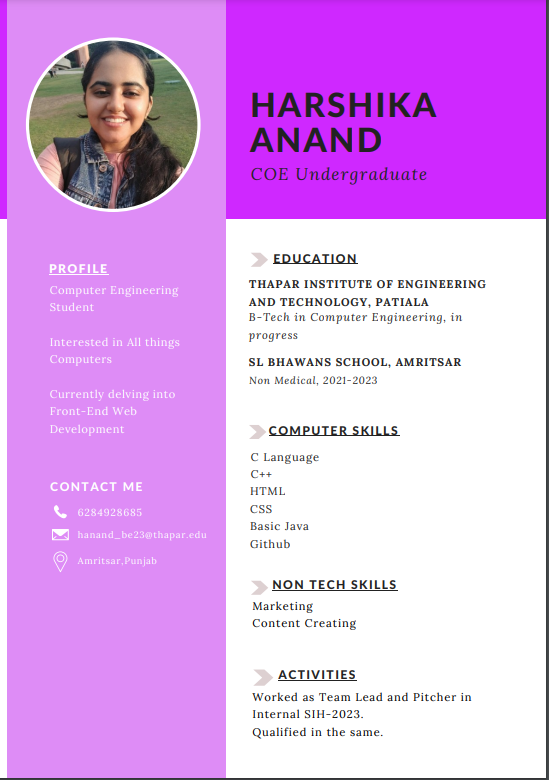 HARSHIKA
ANAND
COE Undergraduate
PROFILE
Computer Engineering
Student
Interested in All things
Computers
Currently delving into
Front-End Web
Development
CONTACT ME
6284928685
hanand_be23@thapar.edu
Amritsar,Punjab
EDUCATION
THAPAR INSTITUTE OF ENGINEERING
AND TECHNOLOGY, PATIALA
B-Tech in Computer Engineering, in
progress
SL BHAWANS SCHOOL, AMRITSAR
Non Medical, 2021-2023
COMPUTER SKILLS
C Language
C++
HTML
CSS
Basic Java
Github
NON TECH SKILLS
Marketing
Content Creating
ACTIVITIES
Worked as Team Lead and Pitcher in
Internal SIH-2023.
Qualified in the same.